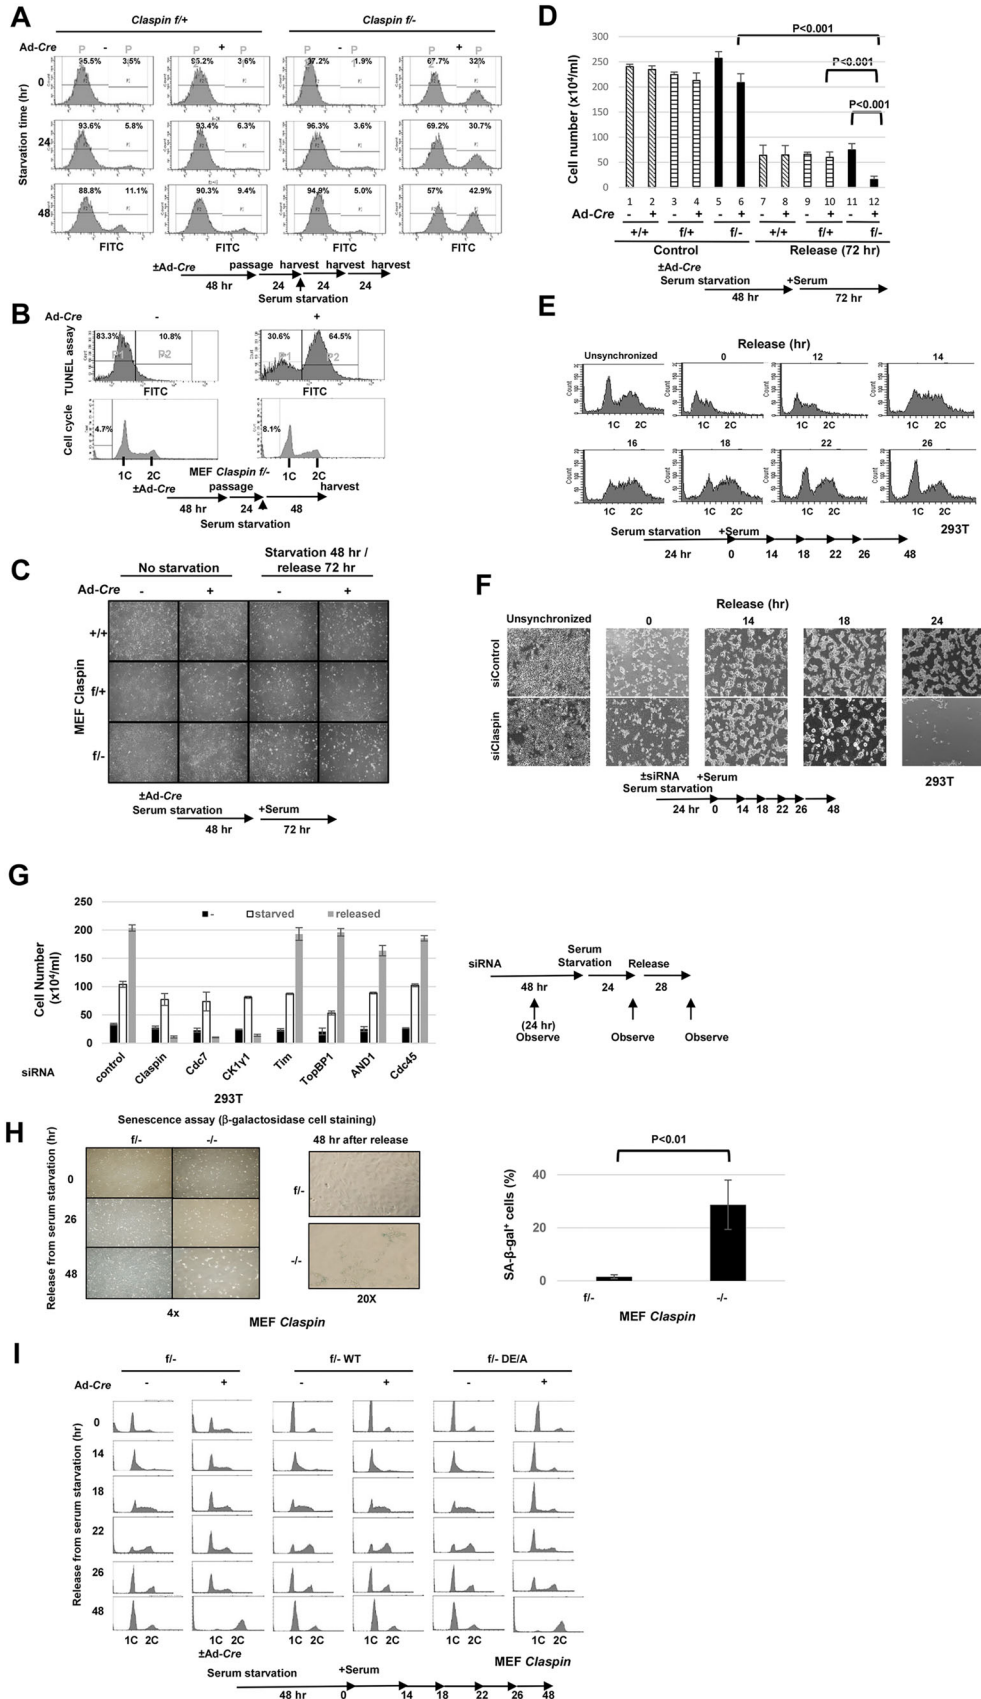 A
Claspin f/+
Claspin f/-
Ad-Cre
-
+
-
+
Starvation time (hr)
0
95.5%
3.5%
95.2%
3.6%
97.2%
1.9%
67.7%
32%
24
93.6%
5.8%
93.4%
6.3%
96.3%
3.6%
69.2%
30.7%
48
88.8%
11.1%
90.3%
9.4%
94.9%
5.0%
57%
42.9%
FITC
FITC
FITC
FITC
±Ad-Cre
passage
harvest
harvest
harvest
48 hr
24
24
24
Serum starvation
B
Ad-Cre
-
+
TUNEL assay
83.3%
10.8%
P1
P2
30.6%
64.5%
P1
P2
FITC
FITC
Cell cycle
4.7%
8.1%
1C
2C
MEF Claspin f/-
1C
2C
±Ad-Cre
passage
harvest
48 hr
24
48
Serum starvation
C
No starvation
Starvation 48 hr /
release 72 hr
Ad-Cre
-
+
-
+
MEF Claspin
+/+
f/+
f/-
±Ad-Cre
Serum starvation
+Serum
48 hr
72 hr
D
P<0.001
P<0.001
P<0.001
Cell number (x10⁴/ml)
300
250
200
150
100
50
0
1 2 3 4 5 6 7 8 9 10 11 12
Ad-Cre - + - + - + - + - + - +
+/+ f/+ f/- +/+ f/+ f/-
Control
Release (72 hr)
±Ad-Cre
Serum starvation
+Serum
48 hr
72 hr
E
Release (hr)
Unsynchronized
0
12
14
Count
Count
Count
Count
1C 2C
1C 2C
1C 2C
1C 2C
16
18
22
26
Count
Count
Count
Count
1C 2C
1C 2C
1C 2C
1C 2C
293T
Serum starvation
+Serum
24 hr
0
14
18
22
26
48
F
Release (hr)
Unsynchronized
0
14
18
24
siControl
siClaspin
±siRNA
Serum starvation
+Serum
293T
24 hr
0
14
18
22
26
48
G
Cell Number
(x10⁴/ml)
250
200
150
100
50
0
-
starved
released
siRNA
control
Claspin
Cdc7
CK1γ1
Tim
TopBP1
AND1
Cdc45
293T
siRNA
Serum
Starvation
Release
48 hr
24
28
(24 hr)
Observe
Observe
Observe
H
Senescence assay (β-galactosidase cell staining)
Release from serum starvation (hr)
f/-
-/-
0
26
48
4x
48 hr after release
f/-
-/-
20X
MEF Claspin
P<0.01
SA-β-gal⁺ cells (%)
40
20
0
f/-
-/-
MEF Claspin
I
f/-
f/- WT
f/- DE/A
Ad-Cre
-
+
-
+
-
+
Release from serum starvation (hr)
0
14
18
22
26
48
1C 2C
1C 2C
1C 2C
1C 2C
1C 2C
1C 2C
±Ad-Cre
MEF Claspin
Serum starvation
+Serum
48 hr
0
14
18
22
26
48